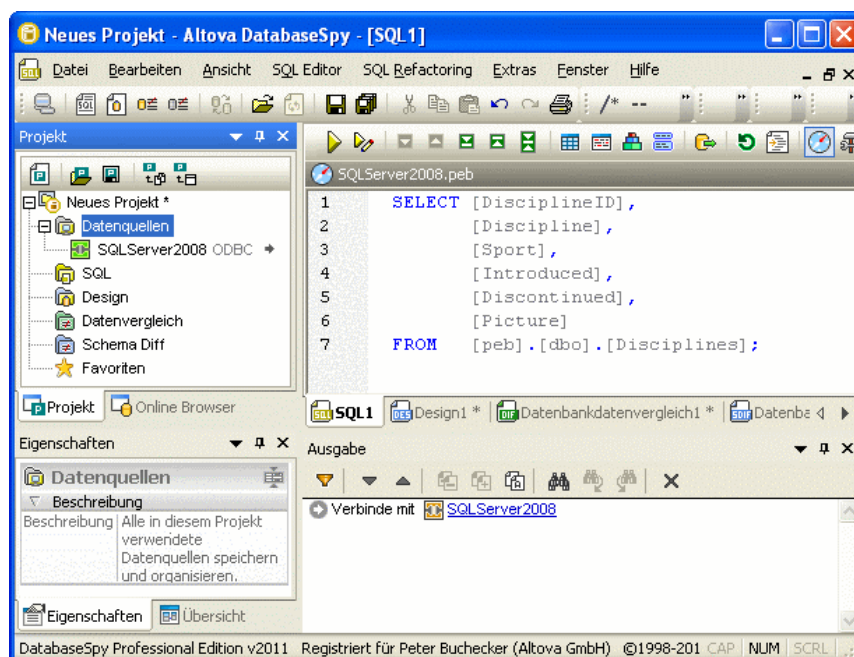 Neues Projekt - Altova DatabaseSpy - [SQL1]
Datei Bearbeiten Ansicht SQL Editor SQL Refactoring Extras Fenster Hilfe
Projekt
Neues Projekt *
Datenquellen
SQLServer2008 ODBC
SQL
Design
Datenvergleich
Schema Diff
Favoriten
Projekt Online Browser
SQLServer2008.peb
1 SELECT [DisciplineID],
2 [Discipline],
3 [Sport],
4 [Introduced],
5 [Discontinued],
6 [Picture]
7 FROM [peb].[dbo].[Disciplines];
SQL1 Design1 * Datenbankdatenvergleich1 * Datenba
Eigenschaften
Datenquellen
Beschreibung
Beschreibung Alle in diesem Projekt
verwendete
Datenquellen speichern
und organisieren.
Eigenschaften Übersicht
Ausgabe
Verbinde mit SQLServer2008
DatabaseSpy Professional Edition v2011 Registriert für Peter Buchecker (Altova GmbH) ©1998-201 CAP NUM SCRL